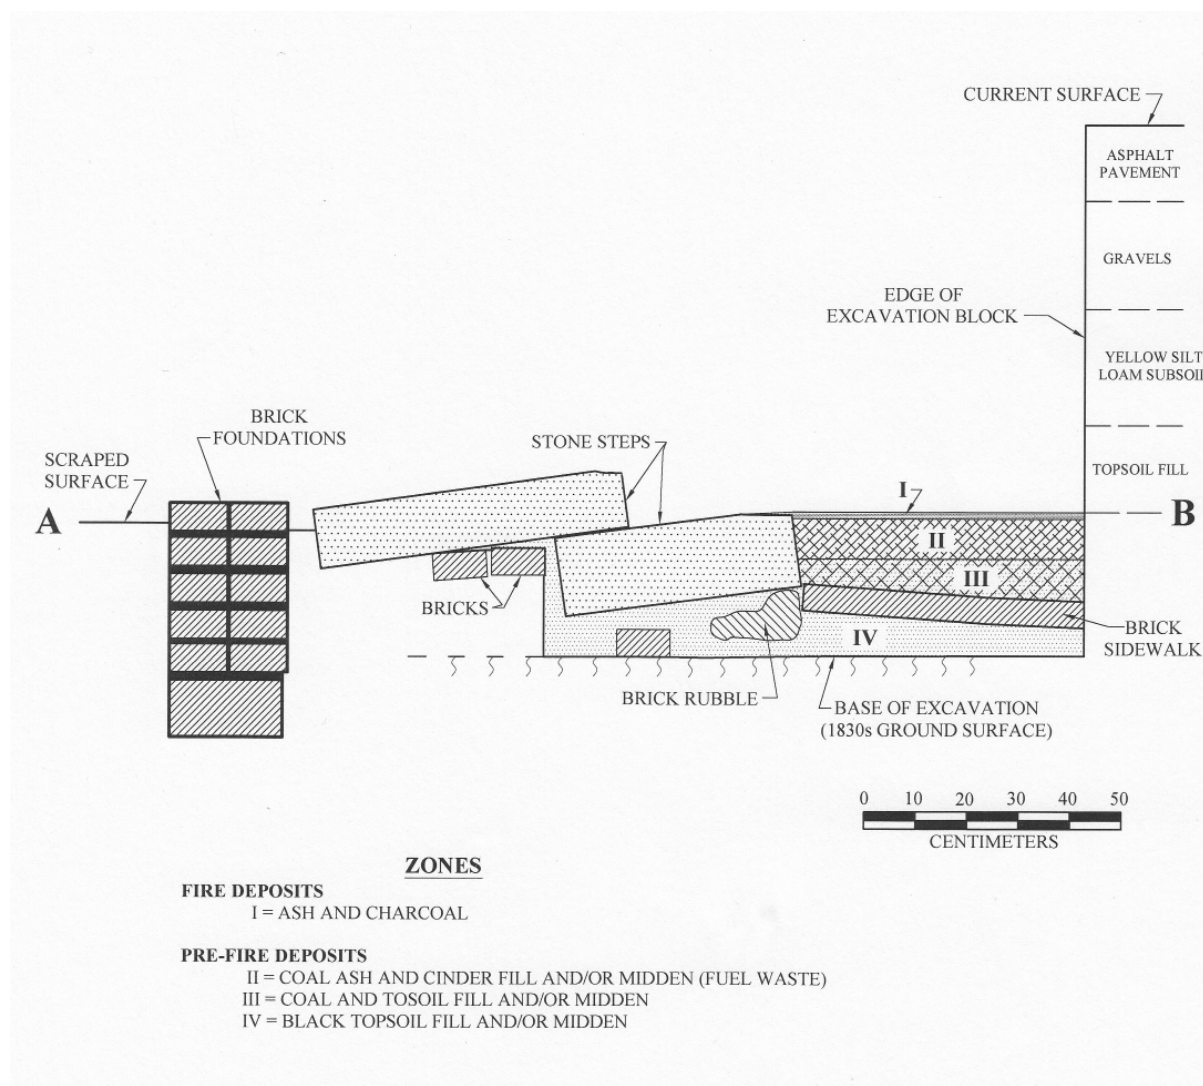 CURRENT SURFACE
ASPHALT
PAVEMENT
GRAVELS
EDGE OF
EXCAVATION BLOCK
YELLOW SILT
LOAM SUBSOIL
BRICK
FOUNDATIONS
STONE STEPS
SCRAPED
SURFACE
TOPSOIL FILL
A
I
B
II
III
BRICKS
IV
BRICK
SIDEWALK
BRICK RUBBLE
BASE OF EXCAVATION
(1830s GROUND SURFACE)
0 10 20 30 40 50
CENTIMETERS
ZONES
FIRE DEPOSITS
I = ASH AND CHARCOAL
PRE-FIRE DEPOSITS
II = COAL ASH AND CINDER FILL AND/OR MIDDEN (FUEL WASTE)
III = COAL AND TOSOIL FILL AND/OR MIDDEN
IV = BLACK TOPSOIL FILL AND/OR MIDDEN